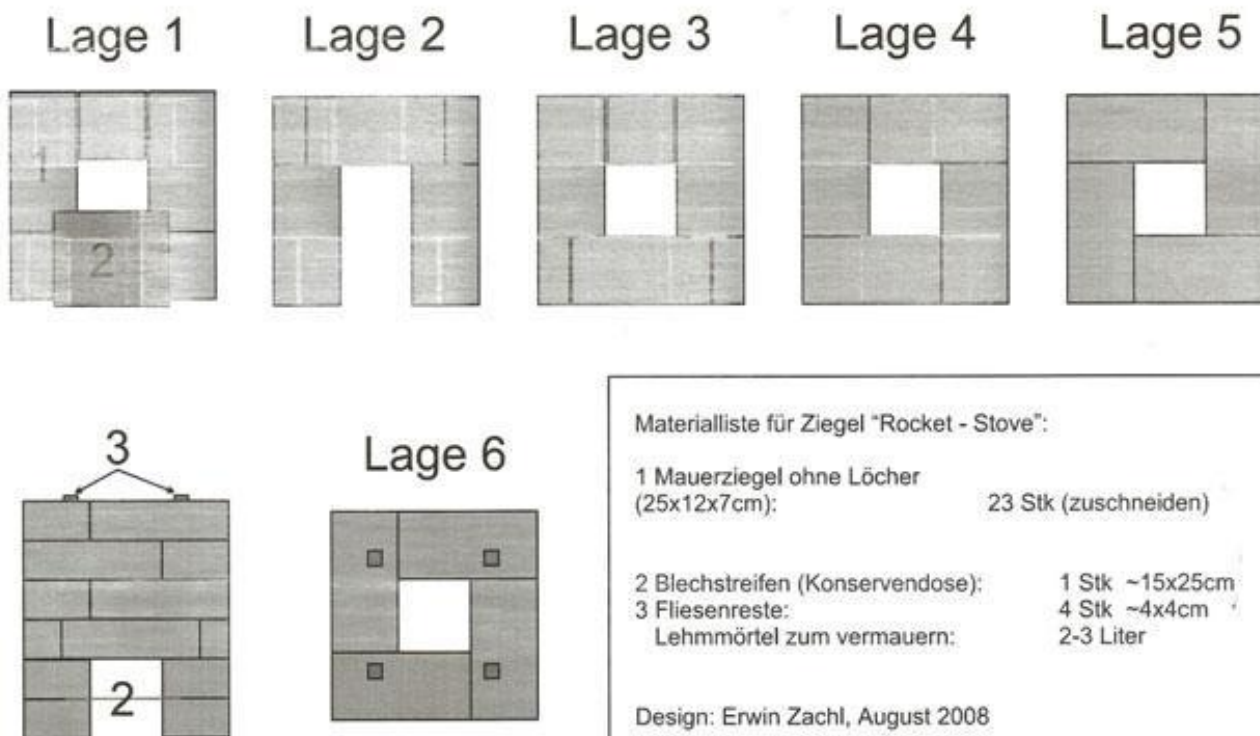 Lage 1
Lage 2
Lage 3
Lage 4
Lage 5
1
2
3
2
Lage 6
Materialliste für Ziegel "Rocket - Stove":
1 Mauerziegel ohne Löcher
(25x12x7cm): 23 Stk (zuschneiden)
2 Blechstreifen (Konservendose): 1 Stk ~15x25cm
3 Fliesenreste: 4 Stk ~4x4cm
Lehmmörtel zum vermauern: 2-3 Liter
Design: Erwin Zachl, August 2008